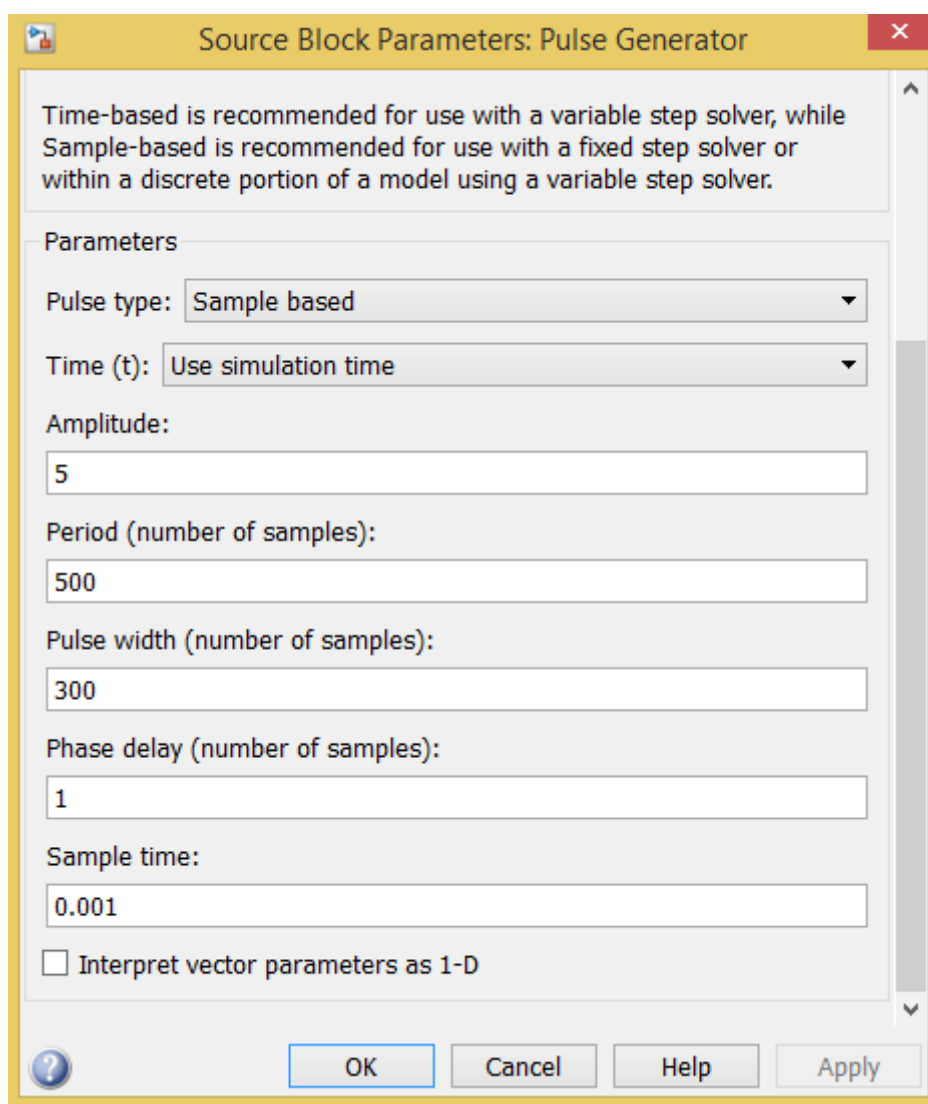 Source Block Parameters: Pulse Generator
Time-based is recommended for use with a variable step solver, while
Sample-based is recommended for use with a fixed step solver or
within a discrete portion of a model using a variable step solver.
Parameters
Pulse type: Sample based
Time (t): Use simulation time
Amplitude:
5
Period (number of samples):
500
Pulse width (number of samples):
300
Phase delay (number of samples):
1
Sample time:
0.001
Interpret vector parameters as 1-D
OK Cancel Help Apply